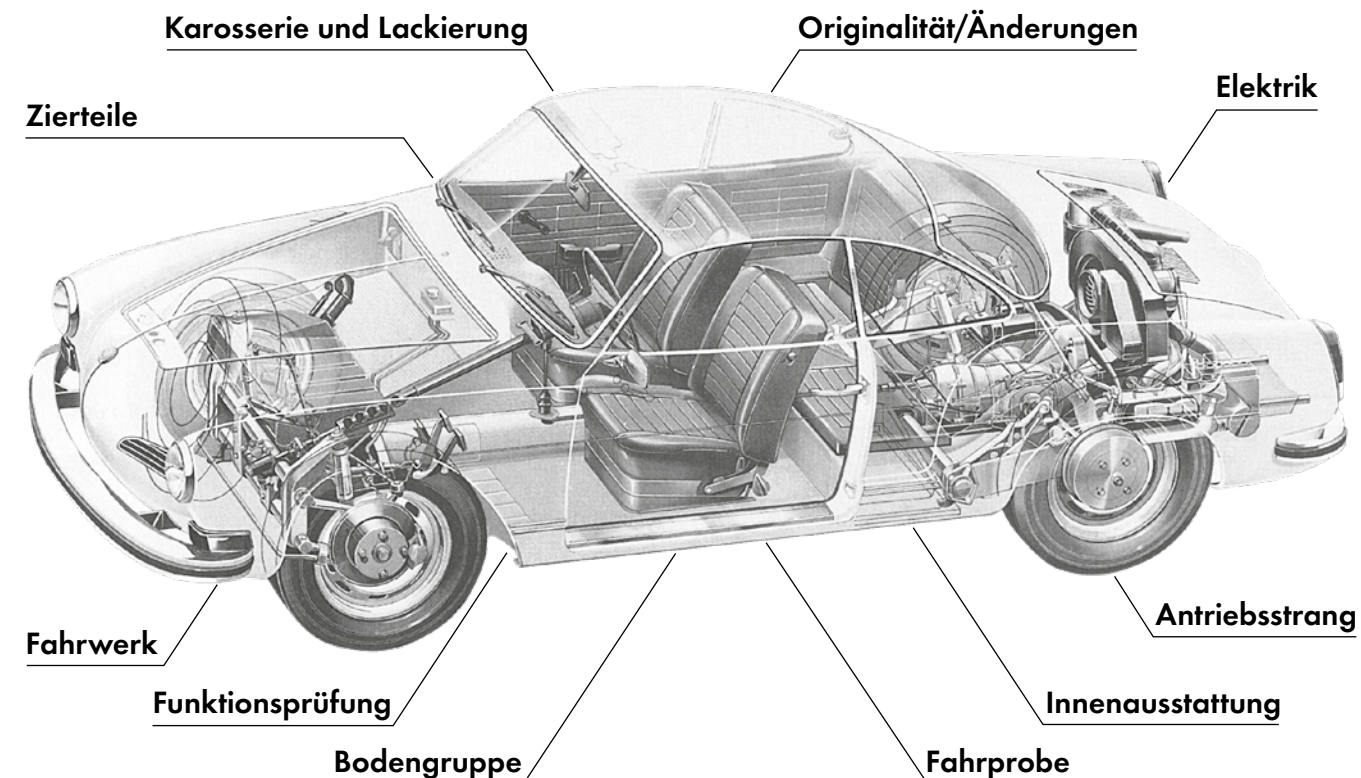 Karosserie und Lackierung
Originalität/Änderungen
Elektrik
Zierteile
Antriebsstrang
Fahrwerk
Funktionsprüfung
Innenausstattung
Bodengruppe
Fahrprobe